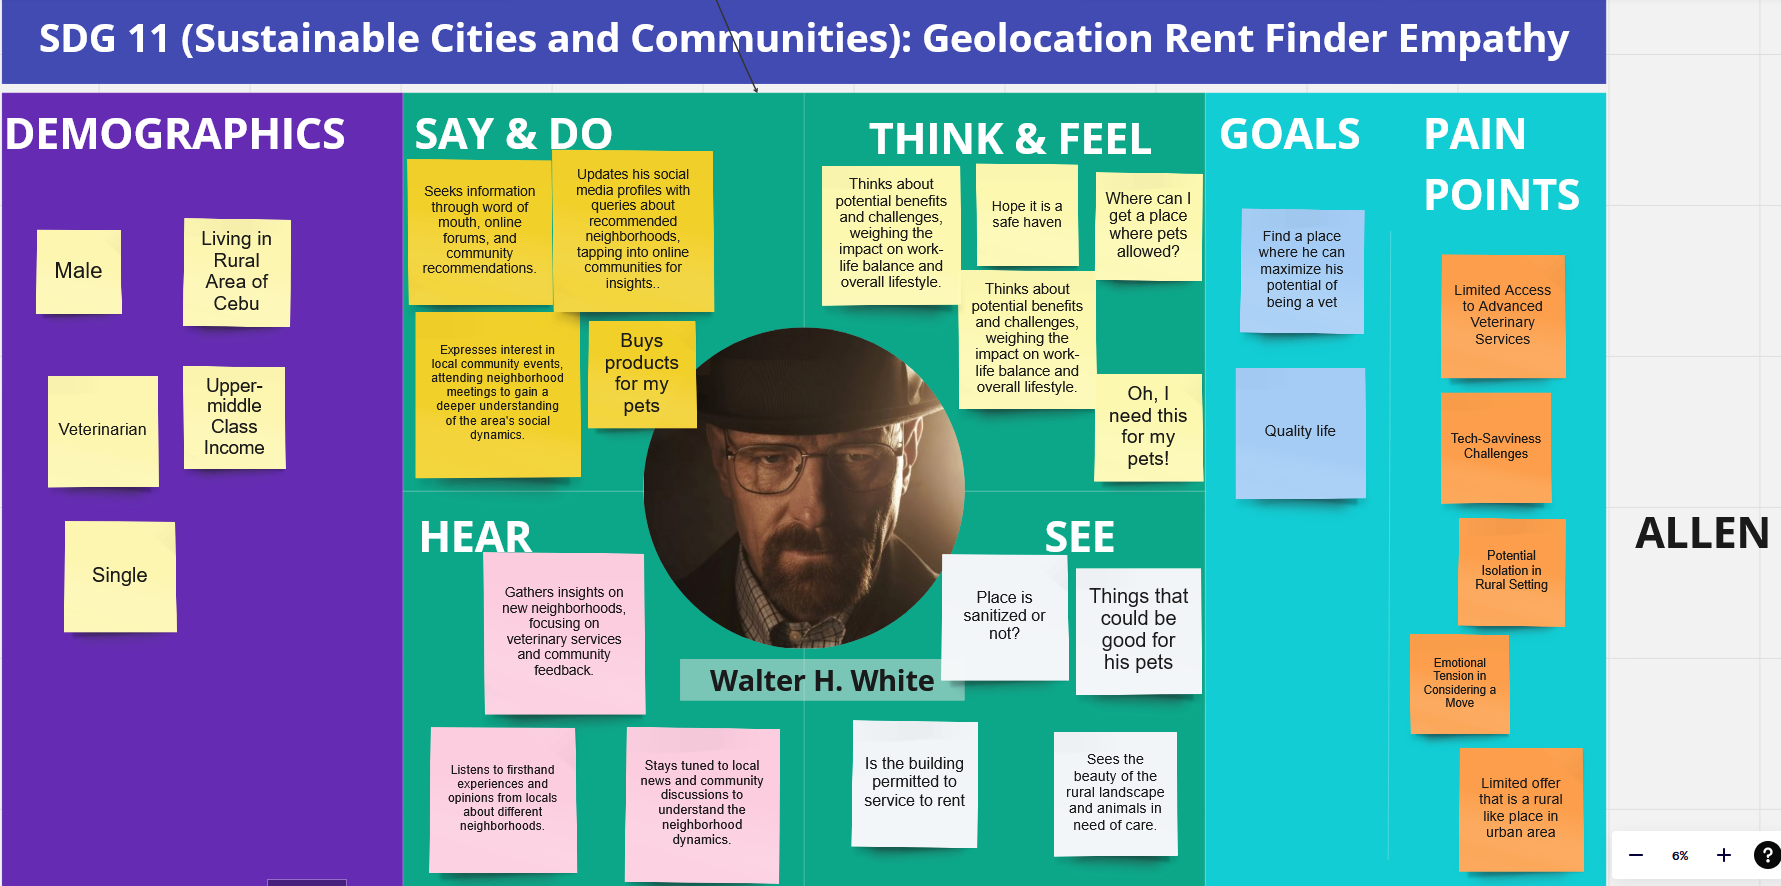 SDG 11 (Sustainable Cities and Communities): Geolocation Rent Finder Empathy
DEMOGRAPHICS
Male
Living in
Rural
Area of
Cebu
Veterinarian
Upper-
middle
Class
Income
Single
SAY & DO
Seeks information
through word of
mouth, online
forums, and
community
recommendations.
Updates his social
media profiles with
queries about
recommended
neighborhoods,
tapping into online
communities for
insights..
Expresses interest in
local community events,
attending neighborhood
meetings to gain a
deeper understanding
of the area's social
dynamics.
Buys
products
for my
pets
THINK & FEEL
Thinks about
potential benefits
and challenges,
weighing the
impact on work-
life balance and
overall lifestyle.
Hope it is a
safe haven
Where can I
get a place
where pets
allowed?
Thinks about
potential benefits
and challenges,
weighing the
impact on work-
life balance and
overall lifestyle.
Oh, I
need this
for my
pets!
HEAR
Gathers insights on
new neighborhoods,
focusing on
veterinary services
and community
feedback.
Listens to firsthand
experiences and
opinions from locals
about different
neighborhoods.
Stays tuned to local
news and community
discussions to
understand the
neighborhood
dynamics.
Walter H. White
SEE
Place is
sanitized or
not?
Things that
could be
good for
his pets
Is the building
permitted to
service to rent
Sees the
beauty of the
rural landscape
and animals in
need of care.
GOALS
Find a place
where he can
maximize his
potential of
being a vet
Quality life
PAIN
POINTS
Limited Access
to Advanced
Veterinary
Services
Tech-Savviness
Challenges
Potential
Isolation in
Rural Setting
Emotional
Tension in
Considering a
Move
Limited offer
that is a rural
like place in
urban area
ALLEN
6%
?